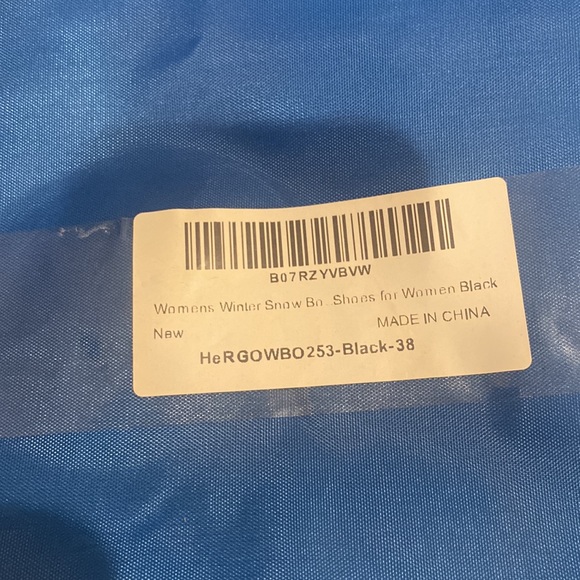 B07RZYVBVW
Womens Winter Snow Bo. Shoes for Women Black
New
MADE IN CHINA
HeRGOWBO253-Black-38